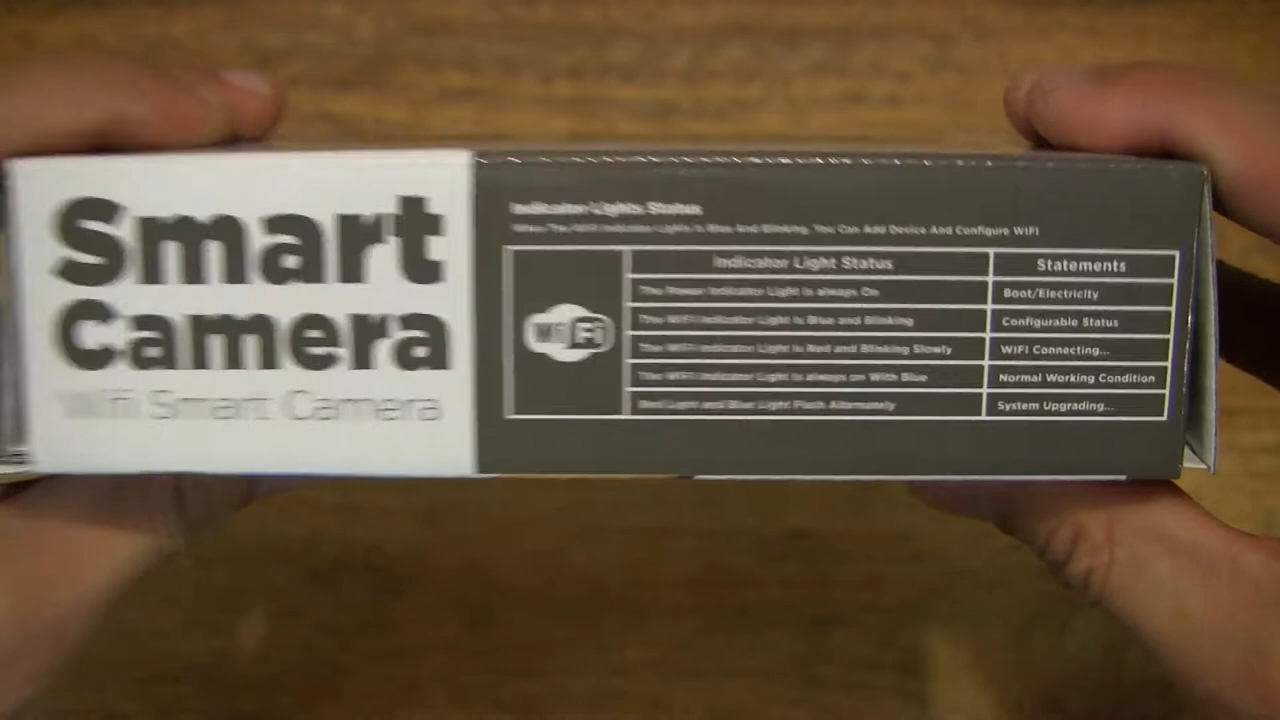 Smart
Camera
Wifi Smart Camera
Indicator Lights Status
When The WiFi Indicator Lights Is Blue And Blinking, You Can Add Device And Configure WIFI
WiFi
Indicator Light Status Statements
The Power Indicator Light Is always On Boot/Electricity
The WiFi Indicator Light Is Blue and Blinking Configurable Status
The WiFi Indicator Light Is Red and Blinking Slowly WIFI Connecting...
The WiFi Indicator Light Is always on With Blue Normal Working Condition
Red Light and Blue Light Flash Alternately System Upgrading...